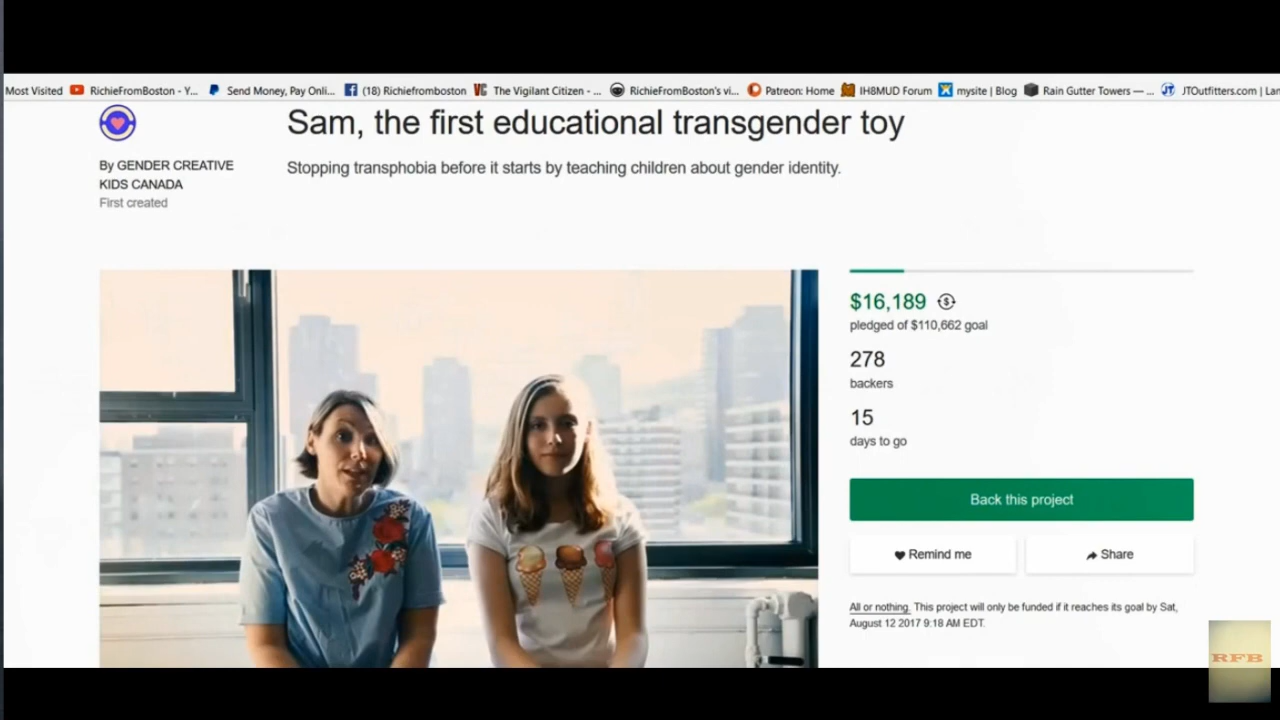 Most Visited RichieFromBoston - Y... Send Money, Pay Onli... (18) Richiefromboston VC The Vigilant Citizen - ... RichieFromBoston's vi... Patreon: Home IH8MUD Forum mysite | Blog Rain Gutter Towers — ... JT JTOutfitters.com | Lan
Sam, the first educational transgender toy
By GENDER CREATIVE
KIDS CANADA
First created
Stopping transphobia before it starts by teaching children about gender identity.
$16,189
pledged of $110,662 goal
278
backers
15
days to go
Back this project
Remind me
Share
All or nothing. This project will only be funded if it reaches its goal by Sat,
August 12 2017 9:18 AM EDT.
RFB